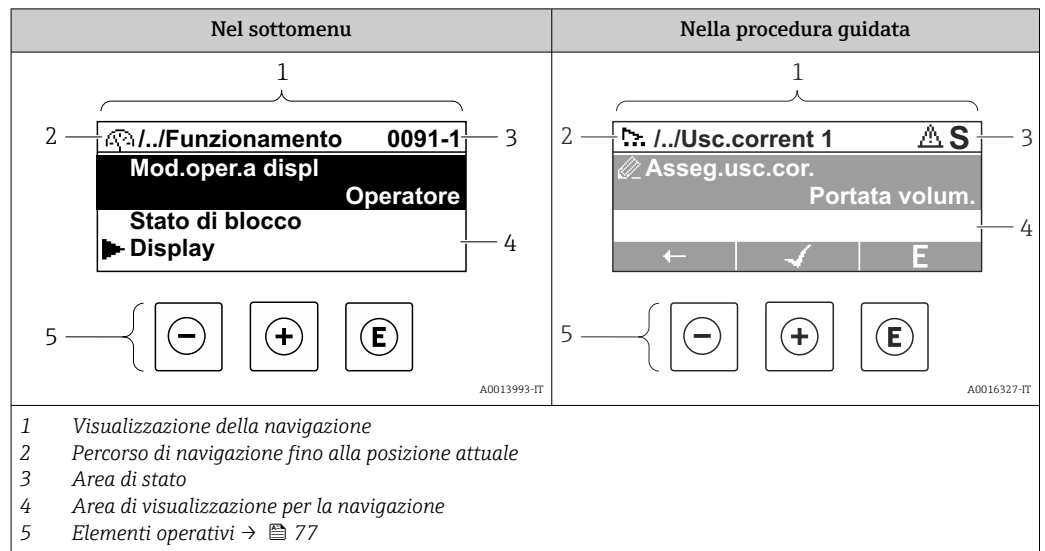 Nel sottomenu
1
2
/../Funzionamento 0091-1
3
Mod.oper.a displ
Operatore
Stato di blocco
Display
4
5
- + E
A0013993-IT
Nella procedura guidata
1
2
/../Usc.corrent 1 S
3
Asseg.usc.cor.
Portata volum.
4
← ✓ E
5
- + E
A0016327-IT
1 Visualizzazione della navigazione
2 Percorso di navigazione fino alla posizione attuale
3 Area di stato
4 Area di visualizzazione per la navigazione
5 Elementi operativi → 77